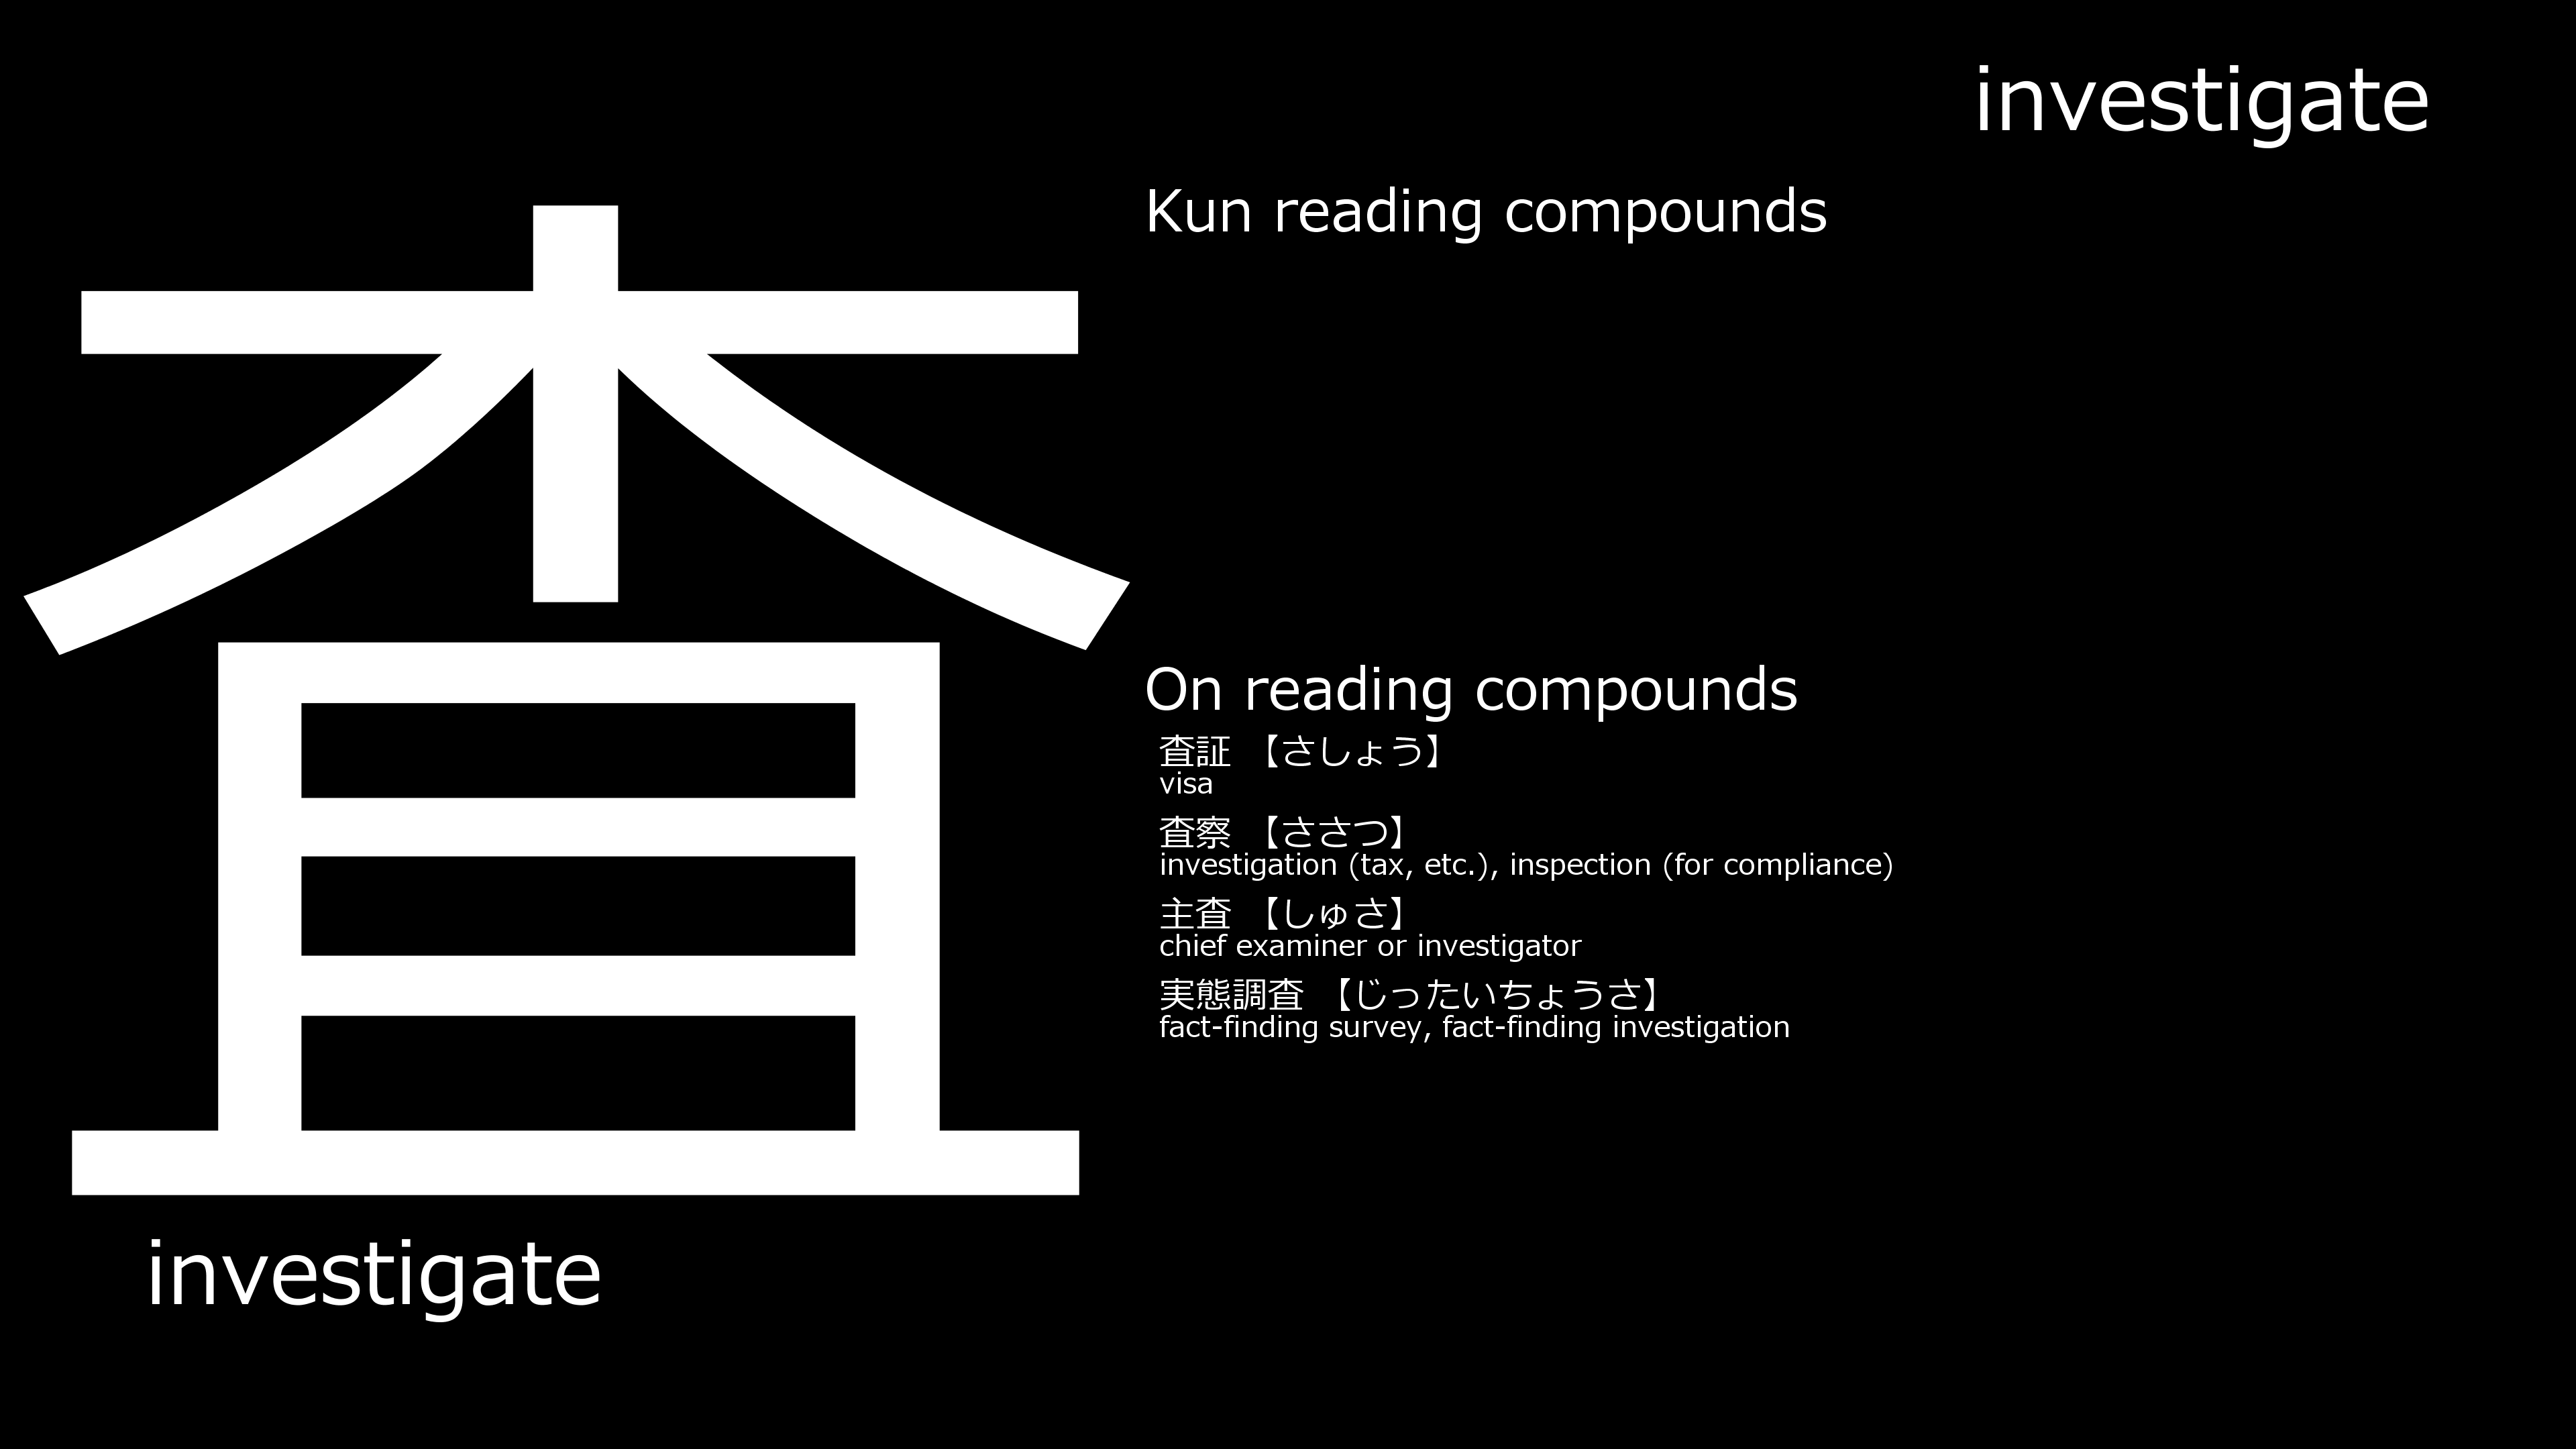 investigate
査
investigate
Kun reading compounds
On reading compounds
査証 【さしょう】
visa
査察 【ささつ】
investigation (tax, etc.), inspection (for compliance)
主査 【しゅさ】
chief examiner or investigator
実態調査 【じったいちょうさ】
fact-finding survey, fact-finding investigation